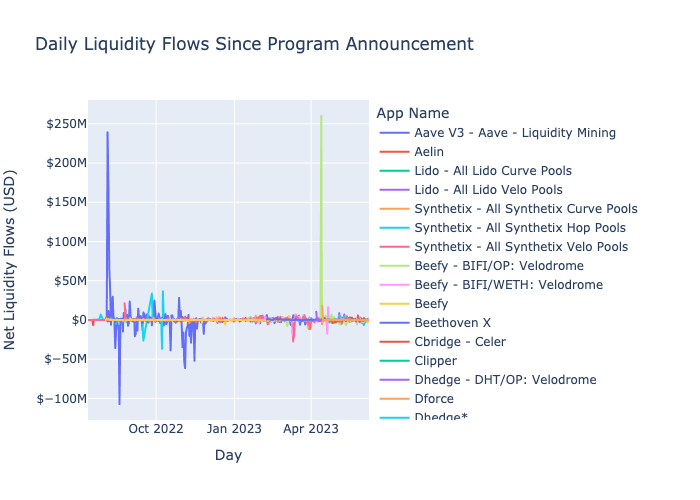 Daily Liquidity Flows Since Program Announcement
App Name
$250M
$200M
$150M
$100M
$50M
$0
$−50M
$−100M
Net Liquidity Flows (USD)
Oct 2022
Jan 2023
Apr 2023
Day
Aave V3 - Aave - Liquidity Mining
Aelin
Lido - All Lido Curve Pools
Lido - All Lido Velo Pools
Synthetix - All Synthetix Curve Pools
Synthetix - All Synthetix Hop Pools
Synthetix - All Synthetix Velo Pools
Beefy - BIFI/OP: Velodrome
Beefy - BIFI/WETH: Velodrome
Beefy
Beethoven X
Cbridge - Celer
Clipper
Dhedge - DHT/OP: Velodrome
Dforce
Dhedge*